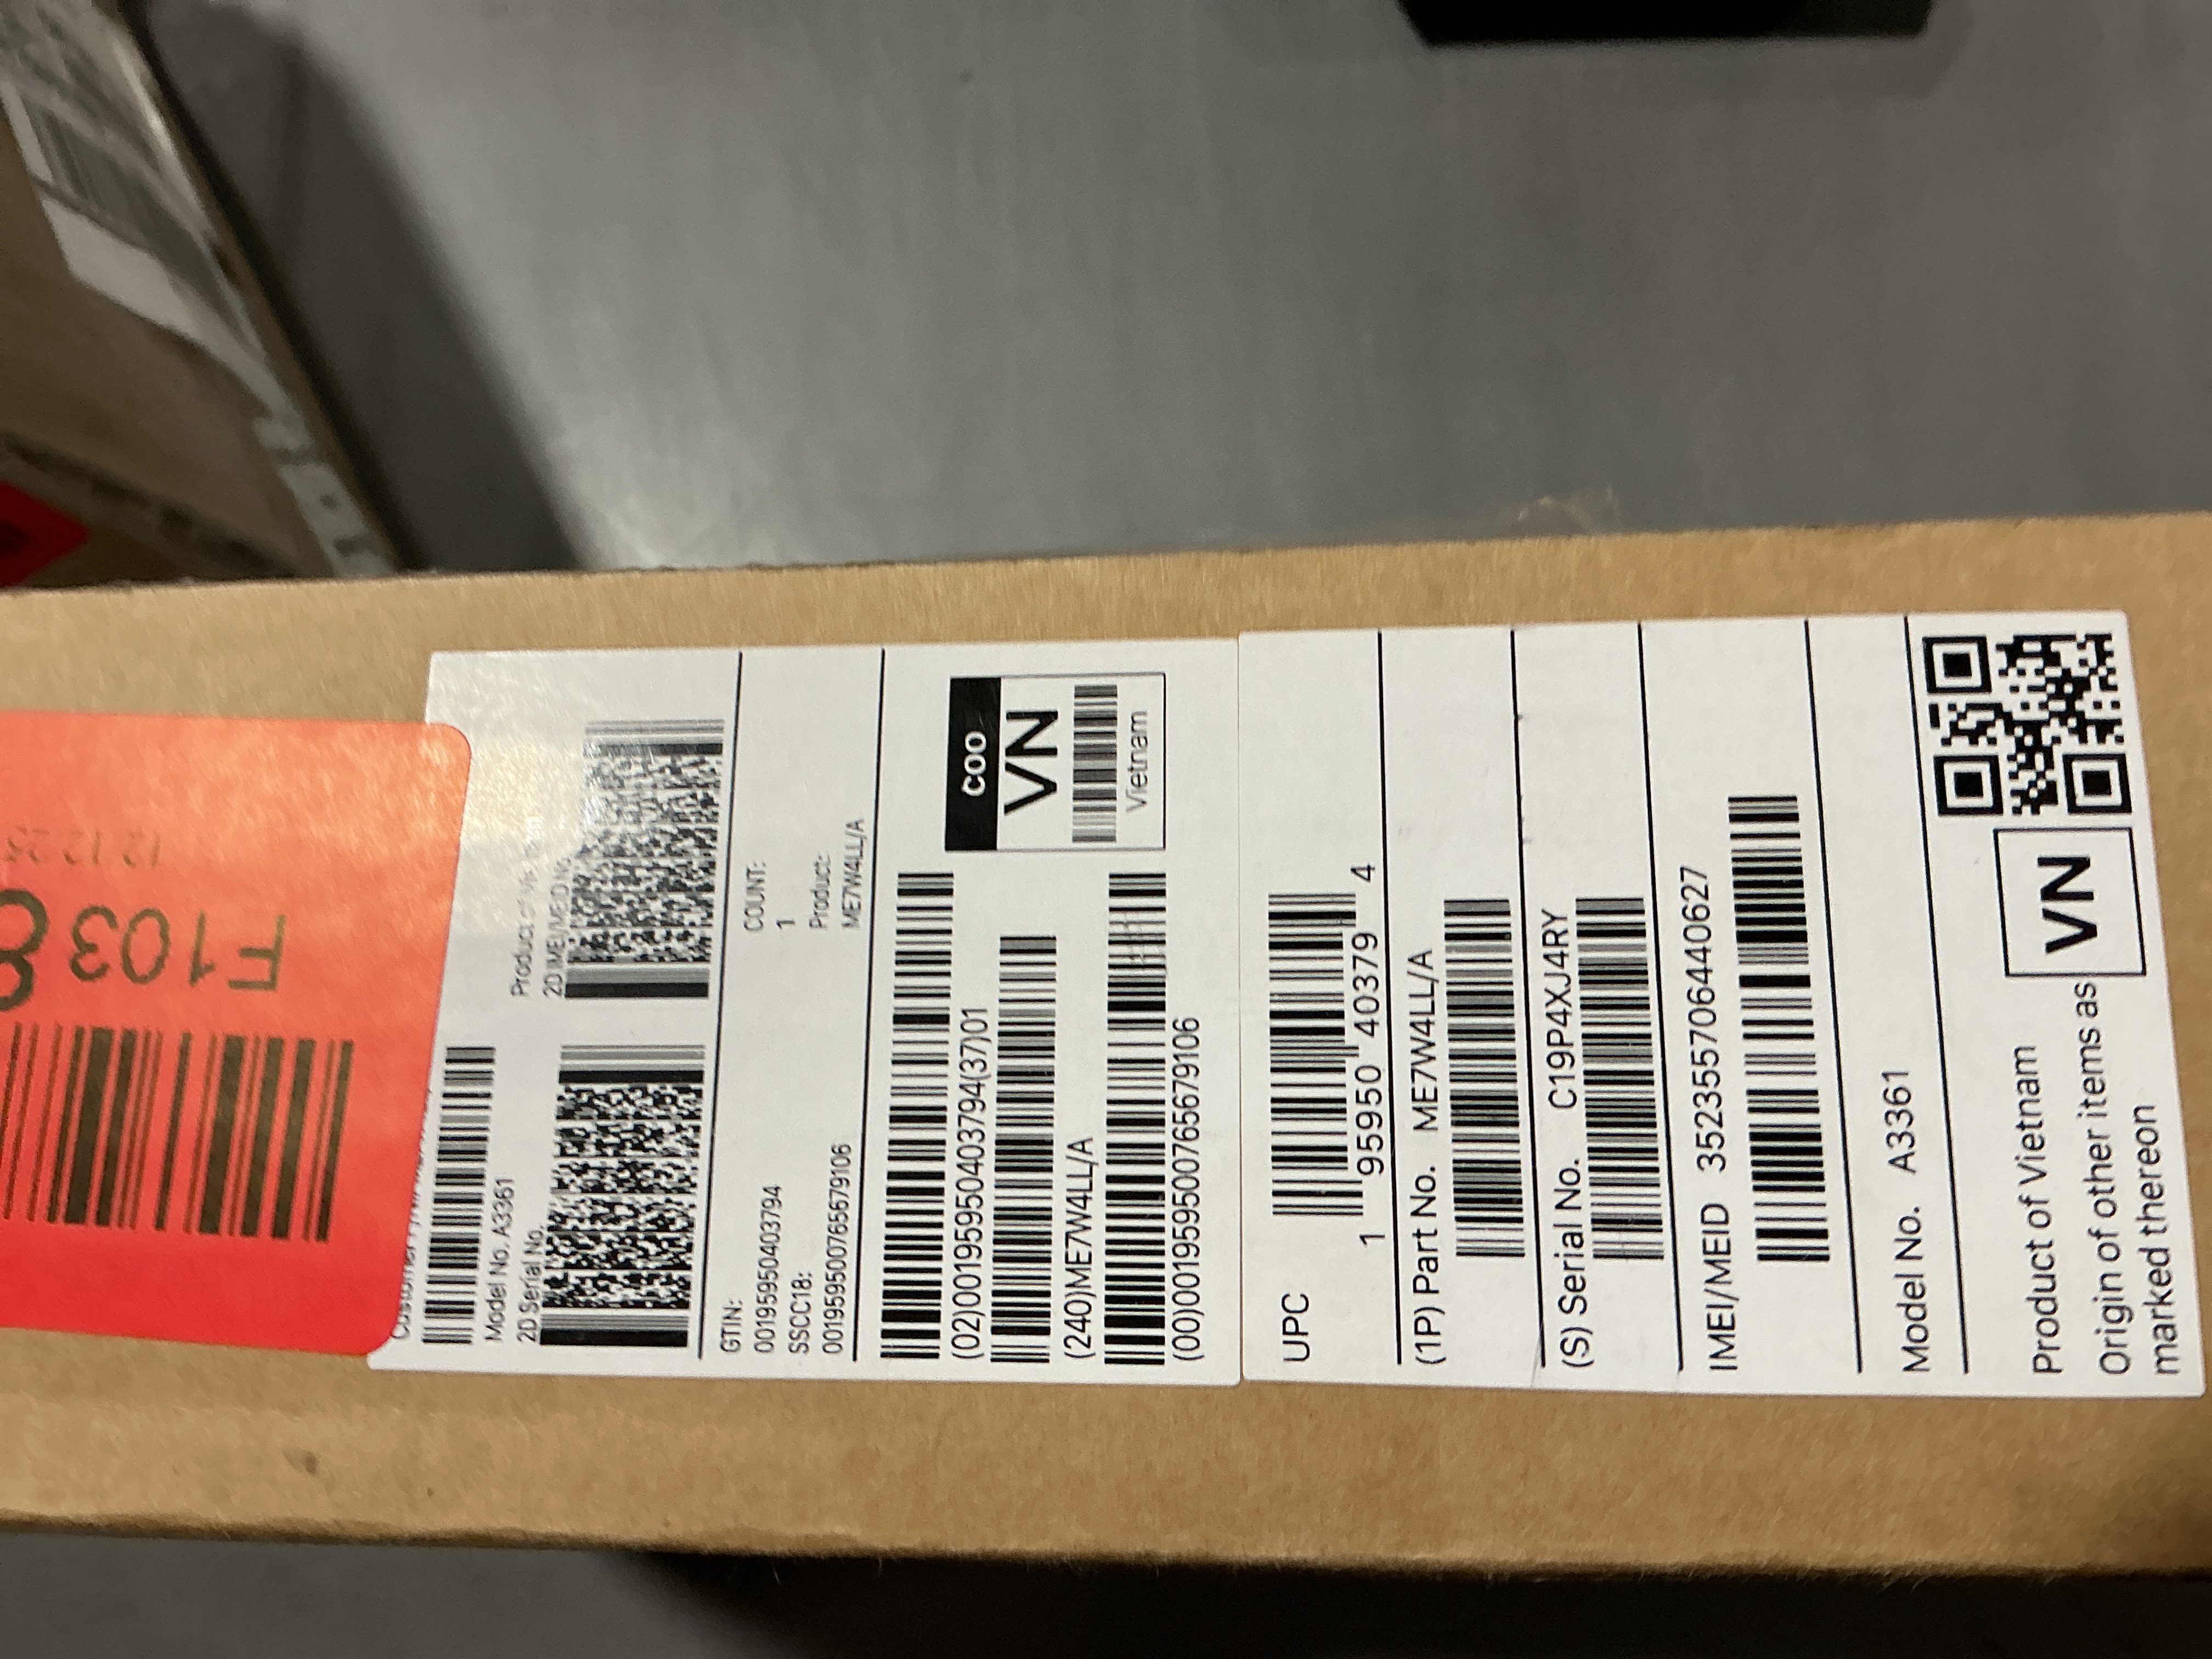 12 12 25
F103
Model No. A3361
2D Serial No.
2D IMEI/MEID No.
GTIN:
00195950403794
SSCC18:
001959500765679106
COUNT:
1
Product:
ME7W4LL/A
(02)00195950403794(37)01
(240)ME7W4LL/A
(00)001959500765679106
COO
VN
Vietnam
UPC
1 95950 40379 4
(1P) Part No. ME7W4LL/A
(S) Serial No. C19P4XJ4RY
IMEI/MEID 352355706440627
Model No. A3361
Product of Vietnam
Origin of other items as
marked thereon
VN